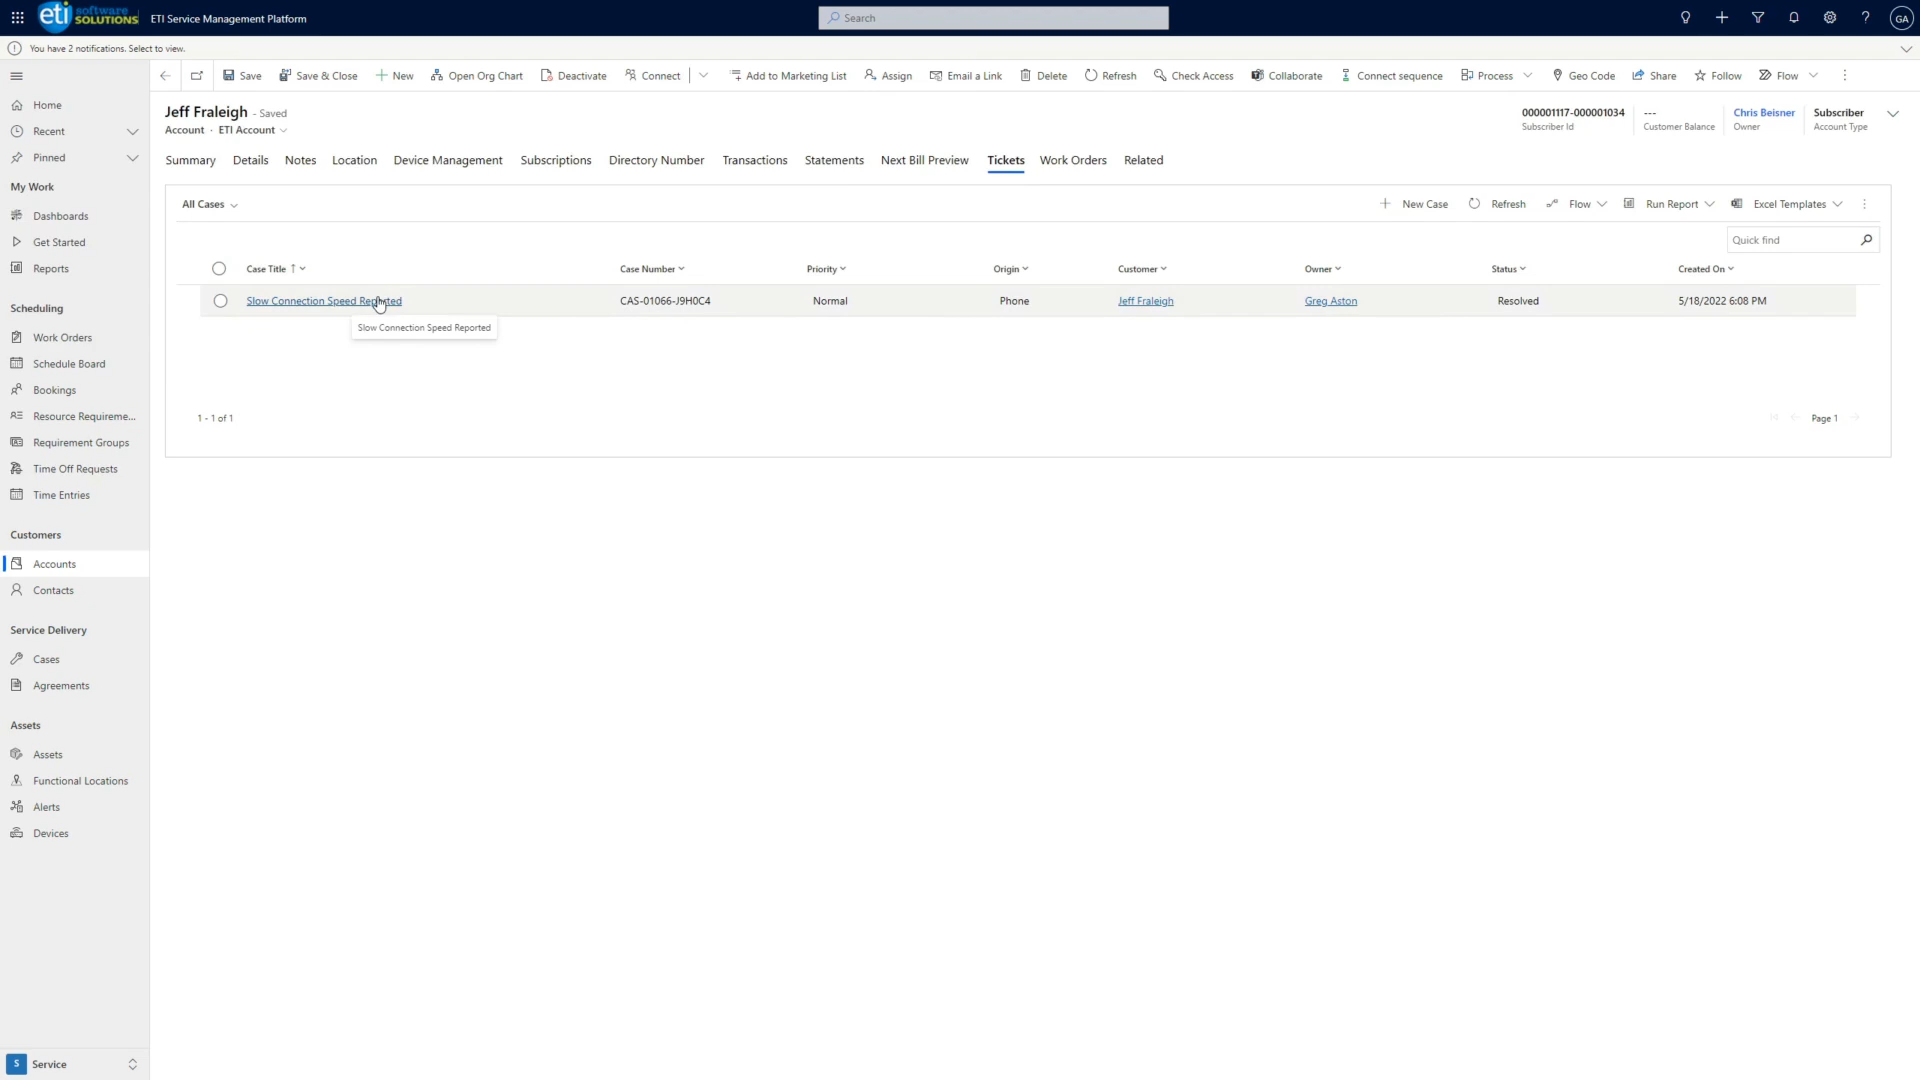 eti software SOLUTIONS ETI Service Management Platform Search GA
You have 2 notifications. Select to view.
Save Save & Close New Open Org Chart Deactivate Connect Add to Marketing List Assign Email a Link Delete Refresh Check Access Collaborate Connect sequence Process Geo Code Share Follow Flow
Home
Recent
Pinned
My Work
Dashboards
Get Started
Reports
Scheduling
Work Orders
Schedule Board
Bookings
Resource Requireme...
Requirement Groups
Time Off Requests
Time Entries
Customers
Accounts
Contacts
Service Delivery
Cases
Agreements
Assets
Assets
Functional Locations
Alerts
Devices
S Service
Jeff Fraleigh - Saved
Account · ETI Account
000001117-000001034 --- Chris Beisner Subscriber
Subscriber Id Customer Balance Owner Account Type
Summary Details Notes Location Device Management Subscriptions Directory Number Transactions Statements Next Bill Preview Tickets Work Orders Related
All Cases New Case Refresh Flow Run Report Excel Templates
Quick find
Case Title Case Number Priority Origin Customer Owner Status Created On
Slow Connection Speed Reported CAS-01066-J9H0C4 Normal Phone Jeff Fraleigh Greg Aston Resolved 5/18/2022 6:08 PM
Slow Connection Speed Reported
1 - 1 of 1 Page 1